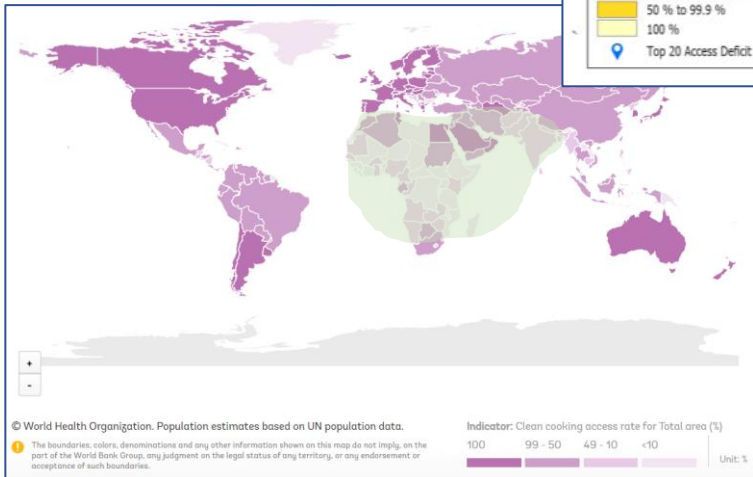 50 % to 99.9 %
100 %
Top 20 Access Deficit
+
-
© World Health Organization. Population estimates based on UN population data.
The boundaries, colors, denominations and any other information shown on this map do not imply, on the
part of the World Bank Group, any judgment on the legal status of any territory, or any endorsement or
acceptance of such boundaries.
Indicator: Clean cooking access rate for Total area (%)
100 99 - 50 49 - 10 <10
Unit: %